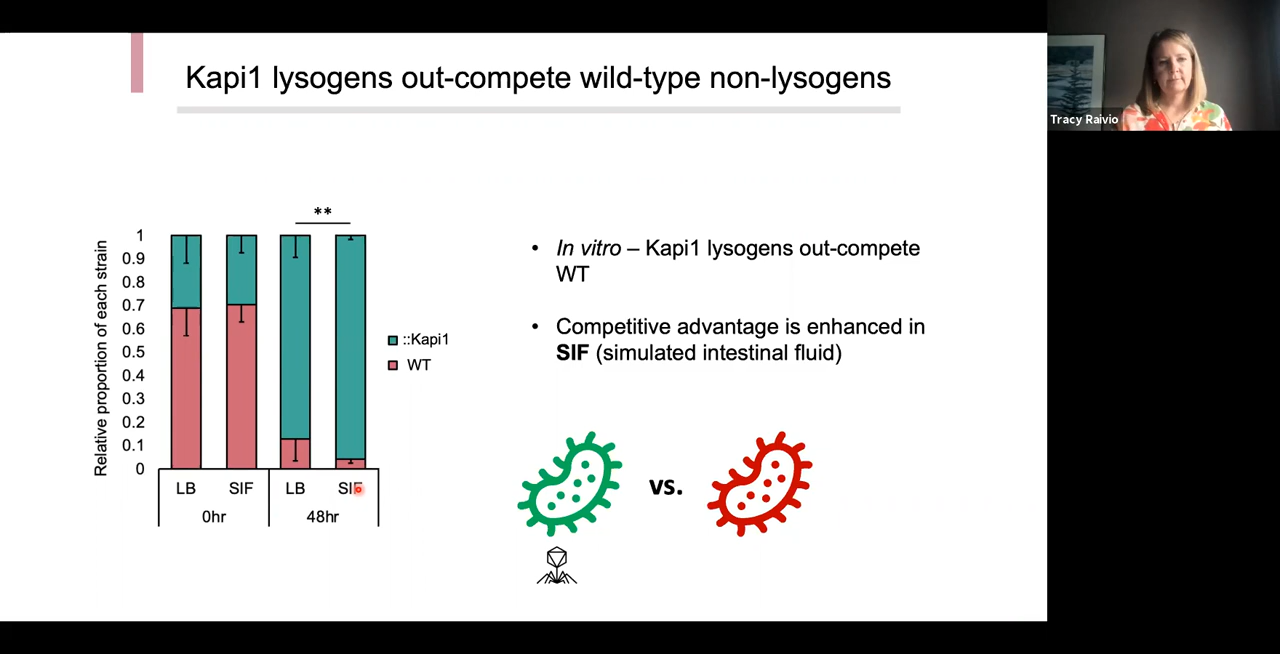 Kapi1 lysogens out-compete wild-type non-lysogens
Tracy Raivio
**
Relative proportion of each strain
1
0.9
0.8
0.7
0.6
0.5
0.4
0.3
0.2
0.1
0
LB SIF LB SIF
0hr 48hr
::Kapi1
WT
• In vitro – Kapi1 lysogens out-compete
WT
• Competitive advantage is enhanced in
SIF (simulated intestinal fluid)
vs.